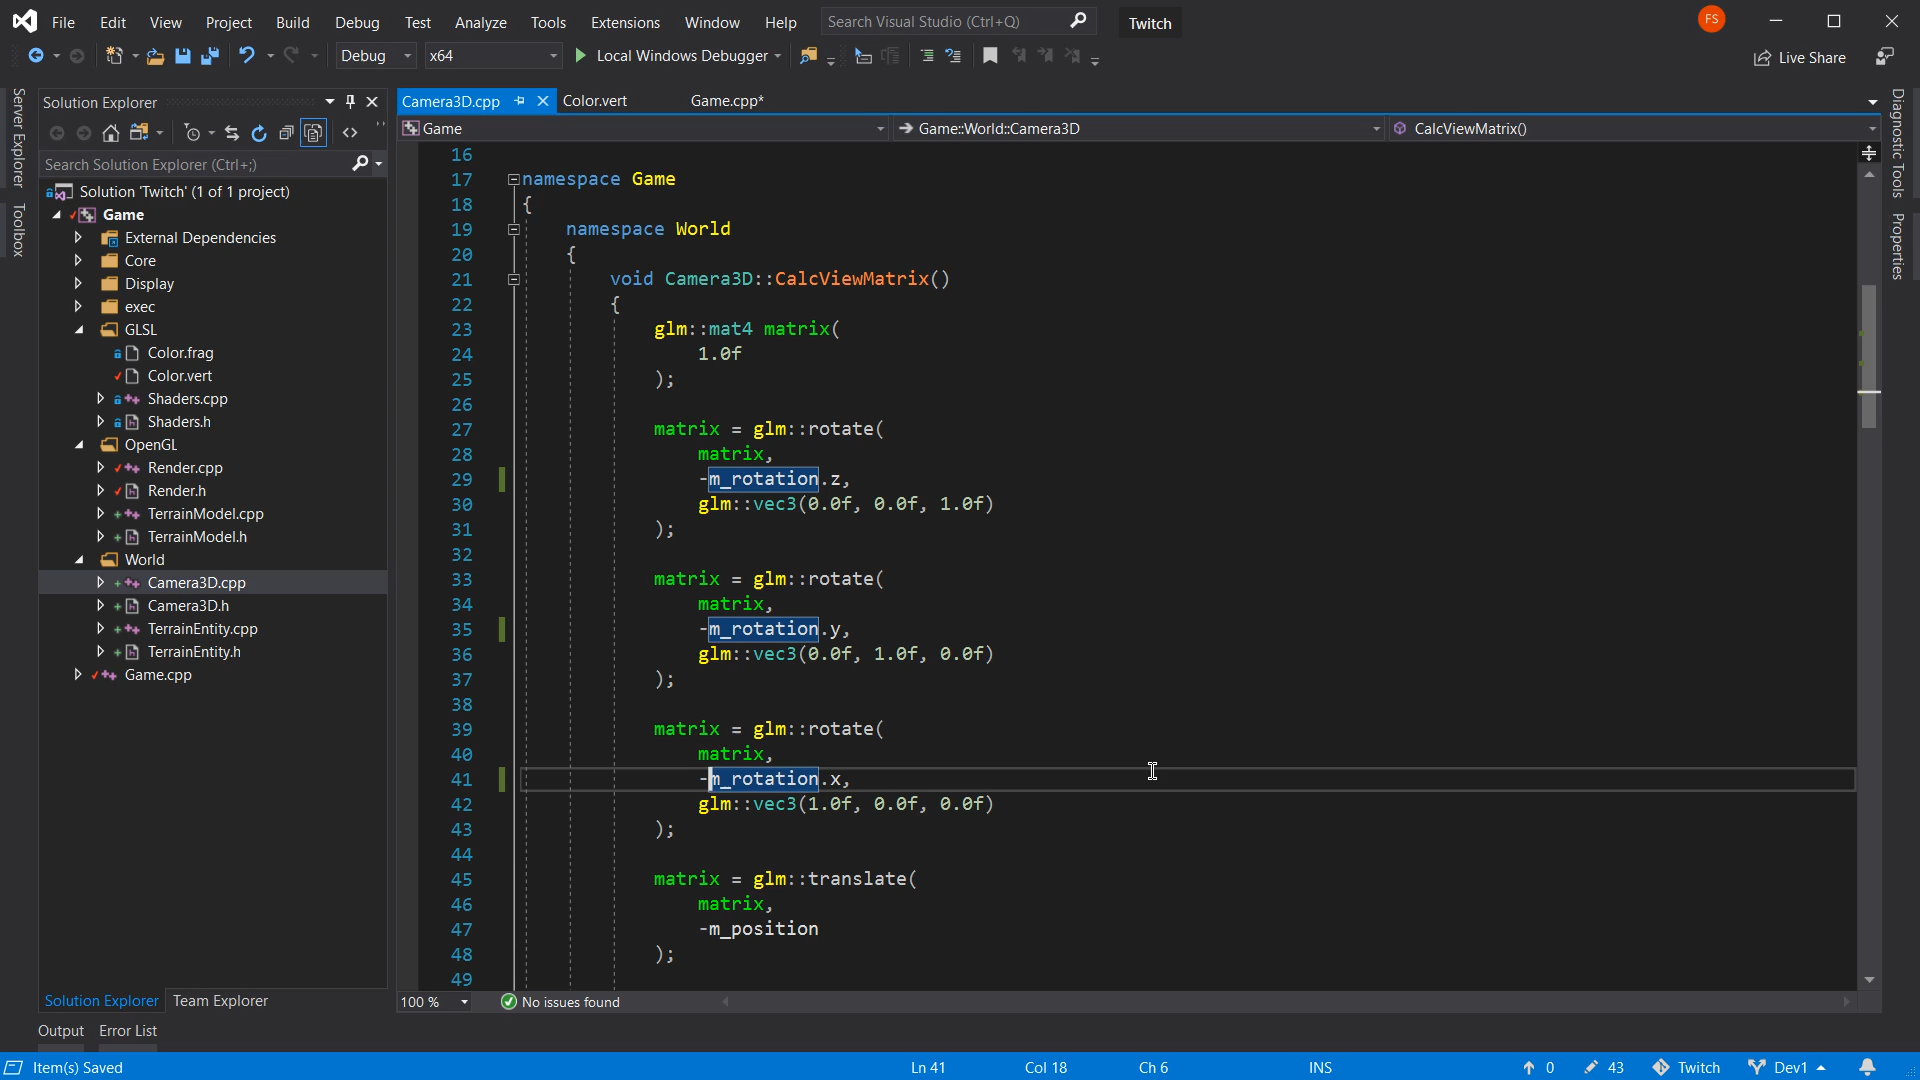 File Edit View Project Build Debug Test Analyze Tools Extensions Window Help Search Visual Studio (Ctrl+Q) Twitch FS
Debug x64 Local Windows Debugger Live Share
Server Explorer
Toolbox
Solution Explorer
Search Solution Explorer (Ctrl+;)
Solution 'Twitch' (1 of 1 project)
Game
External Dependencies
Core
Display
exec
GLSL
Color.frag
Color.vert
Shaders.cpp
Shaders.h
OpenGL
Render.cpp
Render.h
TerrainModel.cpp
TerrainModel.h
World
Camera3D.cpp
Camera3D.h
TerrainEntity.cpp
TerrainEntity.h
Game.cpp
Solution Explorer Team Explorer
Camera3D.cpp Color.vert Game.cpp*
Game Game::World::Camera3D CalcViewMatrix()
16
17 namespace Game
18 {
19 namespace World
20 {
21 void Camera3D::CalcViewMatrix()
22 {
23 glm::mat4 matrix(
24 1.0f
25 );
26
27 matrix = glm::rotate(
28 matrix,
29 -m_rotation.z,
30 glm::vec3(0.0f, 0.0f, 1.0f)
31 );
32
33 matrix = glm::rotate(
34 matrix,
35 -m_rotation.y,
36 glm::vec3(0.0f, 1.0f, 0.0f)
37 );
38
39 matrix = glm::rotate(
40 matrix,
41 -m_rotation.x,
42 glm::vec3(1.0f, 0.0f, 0.0f)
43 );
44
45 matrix = glm::translate(
46 matrix,
47 -m_position
48 );
49
100 % No issues found
Diagnostic Tools
Properties
Output Error List
Item(s) Saved Ln 41 Col 18 Ch 6 INS 0 43 Twitch Dev1